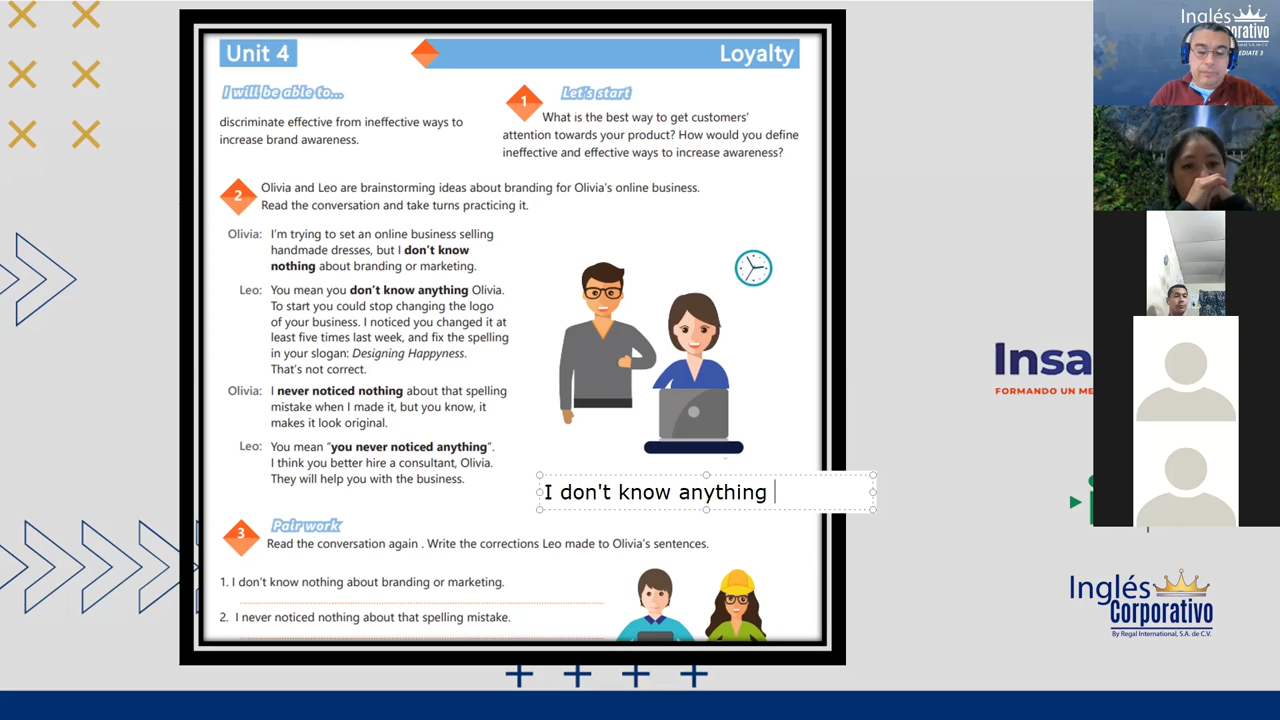 Unit 4
Loyalty
I will be able to...
discriminate effective from ineffective ways to
increase brand awareness.
1
Let's start
What is the best way to get customers'
attention towards your product? How would you define
ineffective and effective ways to increase awareness?
2
Olivia and Leo are brainstorming ideas about branding for Olivia's online business.
Read the conversation and take turns practicing it.
Olivia: I'm trying to set an online business selling
handmade dresses, but I don't know
nothing about branding or marketing.
Leo: You mean you don't know anything Olivia.
To start you could stop changing the logo
of your business. I noticed you changed it at
least five times last week, and fix the spelling
in your slogan: Designing Happyness.
That's not correct.
Olivia: I never noticed nothing about that spelling
mistake when I made it, but you know, it
makes it look original.
Leo: You mean "you never noticed anything".
I think you better hire a consultant, Olivia.
They will help you with the business.
I don't know anything
3
Pair work
Read the conversation again . Write the corrections Leo made to Olivia's sentences.
1. I don't know nothing about branding or marketing.
2. I never noticed nothing about that spelling mistake.
Inglés
Corporativo
EDIATE 3
Insa
FORMANDO UN ME
Inglés
Corporativo
By Regal International, S.A. de C.V.